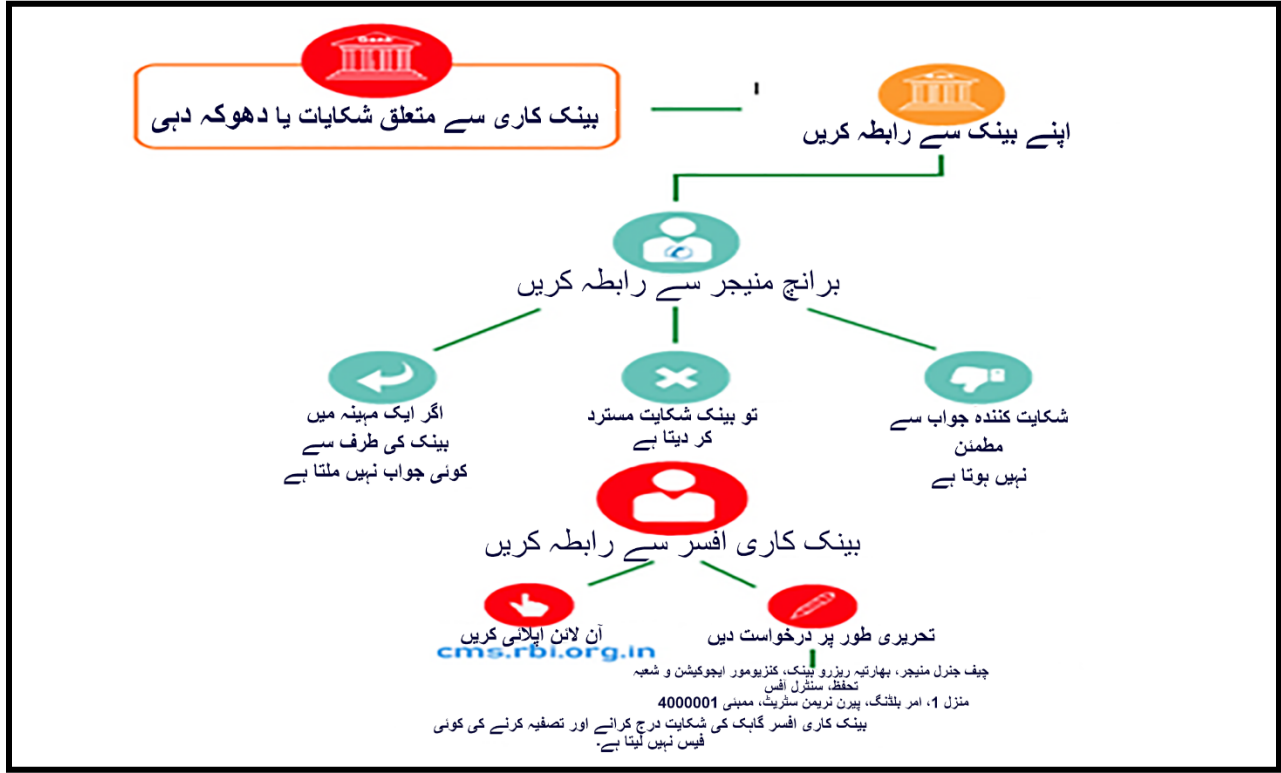 Bank
بینک کاری سے متعلق شکایات یا دھوکہ دہی
اپنے بینک سے رابطہ کریں
برانچ منیجر سے رابطہ کریں
اگر ایک مہینہ میں
بینک کی طرف سے
کوئی جواب نہیں ملتا ہے
تو بینک شکایت مسترد
کر دیتا ہے
شکایت کنندہ جواب سے
مطمئن
نہیں ہوتا ہے
بینک کاری افسر سے رابطہ کریں
آن لائن اپلائی کریں
cms.rbi.org.in
تحریری طور پر درخواست دیں
چیف جنرل منیجر، بھارتیہ ریزرو بینک، کنزیومور ایجوکیشن و شعبہ
تحفظ، سنٹرل آفس
منزل 1، امر بلڈنگ، پیرن نریمن سٹریٹ، ممبئی 4000001
بینک کاری افسر گاہک کی شکایت درج کرانے اور تصفیہ کرنے کی کوئی
فیس نہیں لیتا ہے۔